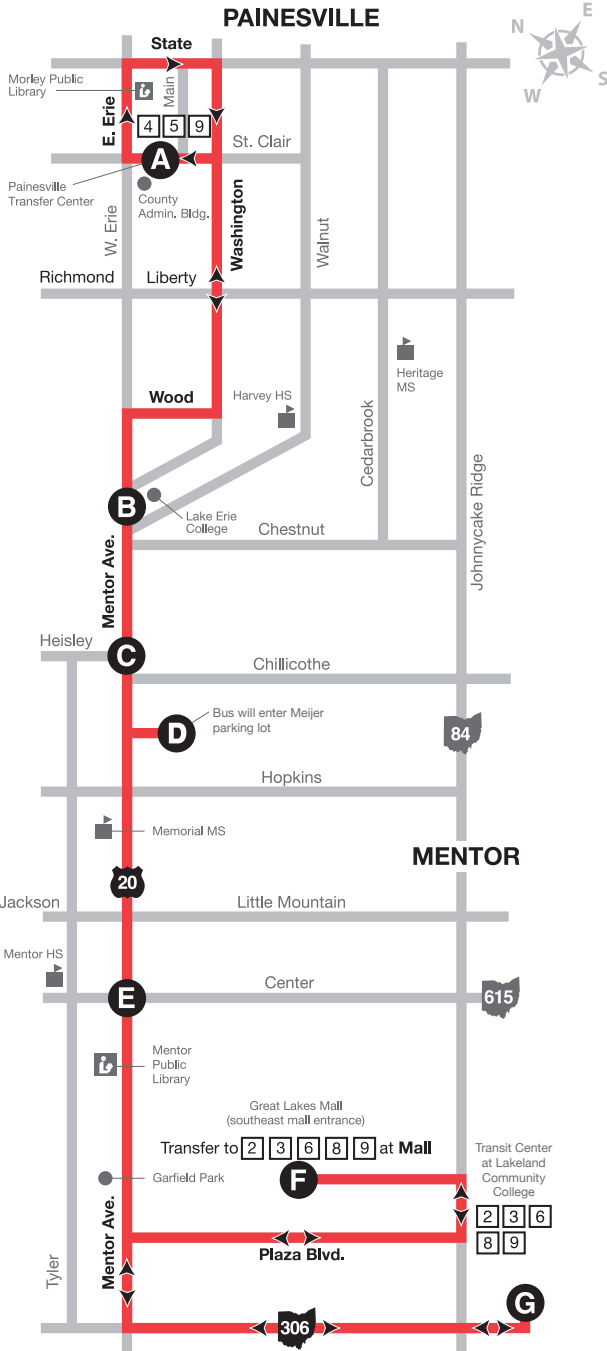 PAINESVILLE
N
E
W
S
State
Morley Public
Library
Main
E. Erie
4 5 9
St. Clair
A
Painesville
Transfer Center
County
Admin. Bldg.
W. Erie
Washington
Walnut
Richmond
Liberty
Heritage
MS
Wood
Harvey HS
Cedarbrook
Johnnycake Ridge
B
Lake Erie
College
Chestnut
Mentor Ave.
Heisley
C
Chillicothe
Bus will enter Meijer
parking lot
D
84
Hopkins
Memorial MS
MENTOR
20
Jackson
Little Mountain
Mentor HS
Center
E
615
Mentor
Public
Library
Great Lakes Mall
(southeast mall entrance)
Transfer to 2 3 6 8 9 at Mall
Transit Center
at Lakeland
Community
College
2 3 6
8 9
F
Garfield Park
Mentor Ave.
Plaza Blvd.
Tyler
G
306